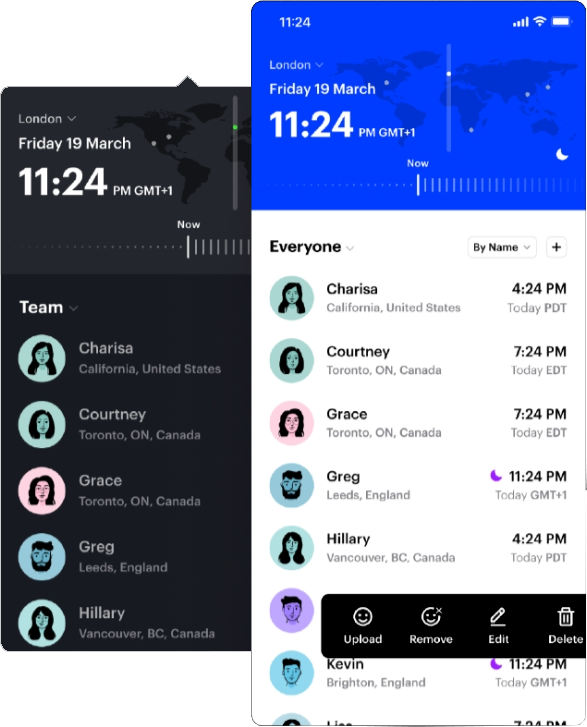 London
Friday 19 March
11:24 PM GMT+1
Now
Team
Charisa
California, United States
Courtney
Toronto, ON, Canada
Grace
Toronto, ON, Canada
Greg
Leeds, England
Hillary
Vancouver, BC, Canada
11:24
London
Friday 19 March
11:24 PM GMT+1
Now
Everyone
By Name +
Charisa 4:24 PM
California, United States Today PDT
Courtney 7:24 PM
Toronto, ON, Canada Today EDT
Grace 7:24 PM
Toronto, ON, Canada Today EDT
Greg 11:24 PM
Leeds, England Today GMT+1
Hillary 4:24 PM
Vancouver, BC, Canada Today PDT
Upload Remove Edit Delete
Kevin 11:24 PM
Brighton, England Today GMT+1